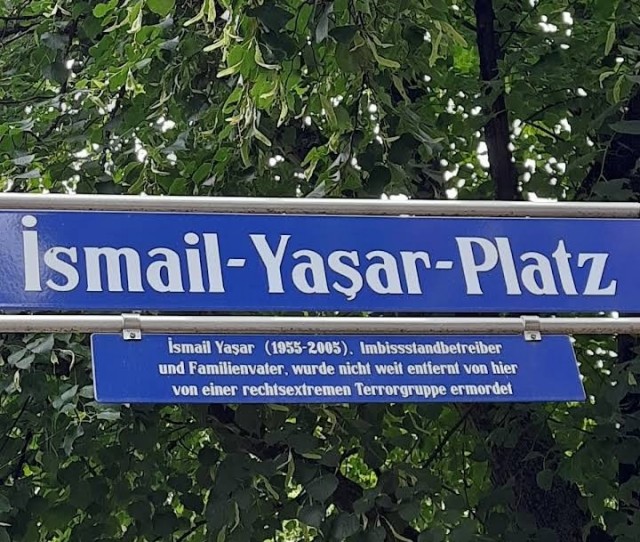 İsmail-Yaşar-Platz
İsmail Yaşar (1955-2005), Imbissstandbetreiber
und Familienvater, wurde nicht weit entfernt von hier
von einer rechtsextremen Terrorgruppe ermordet